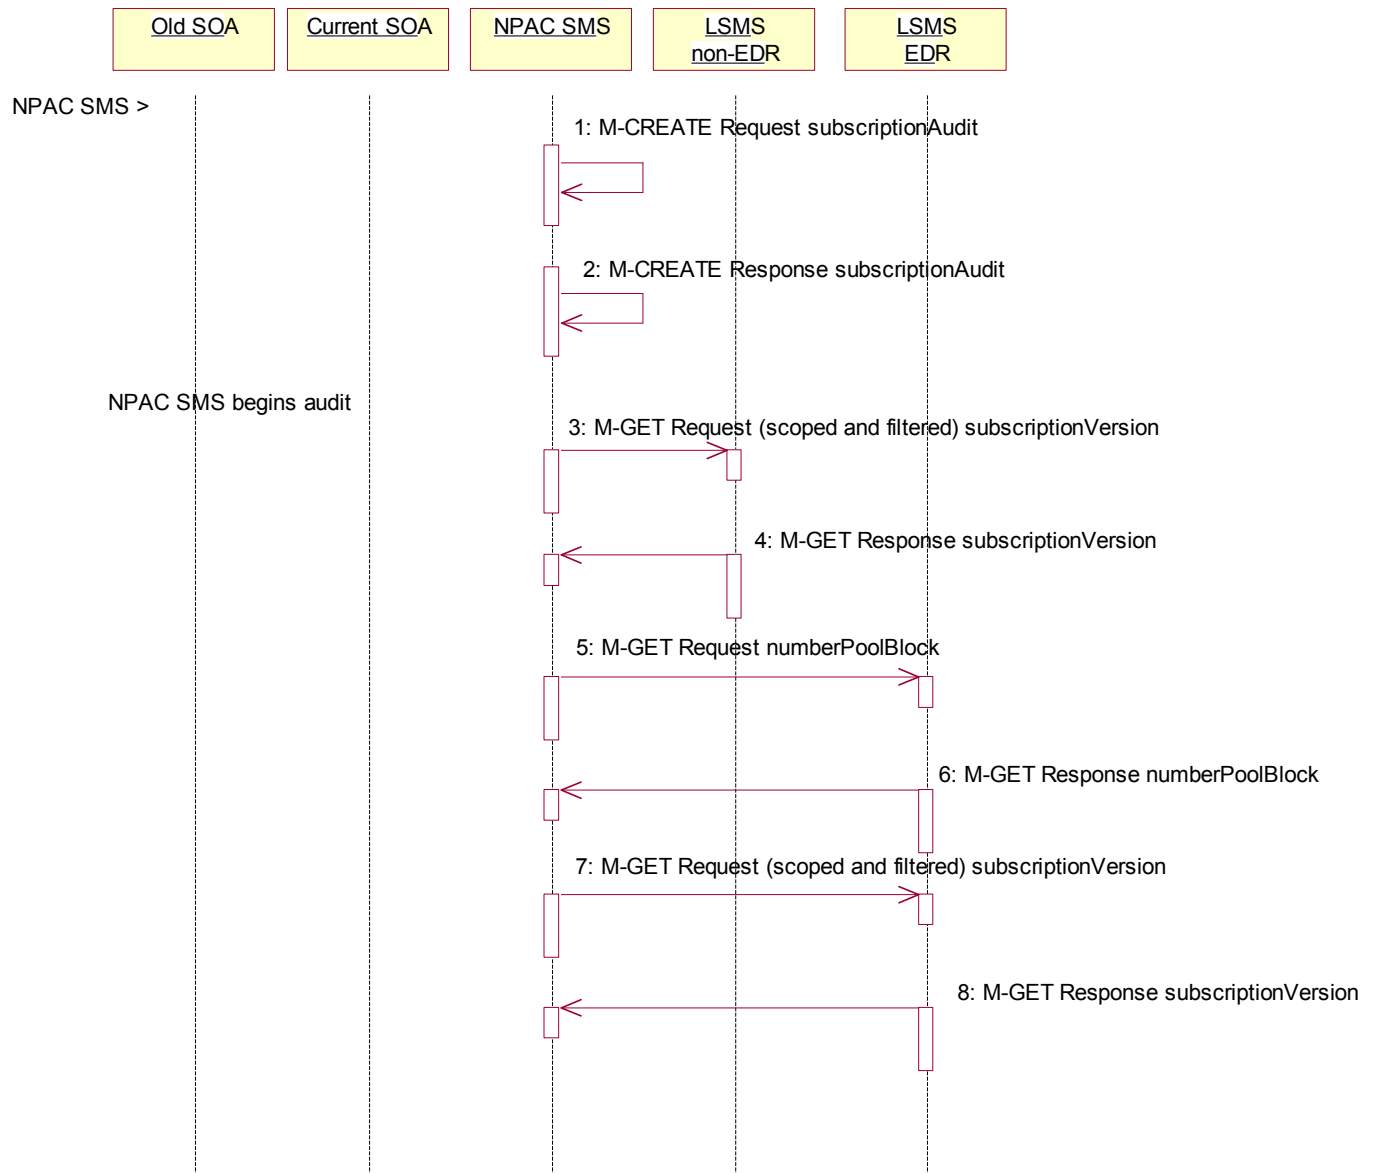 Old SOA
Current SOA
NPAC SMS
LSMS
non-EDR
LSMS
EDR
NPAC SMS >
1: M-CREATE Request subscriptionAudit
2: M-CREATE Response subscriptionAudit
NPAC SMS begins audit
3: M-GET Request (scoped and filtered) subscriptionVersion
4: M-GET Response subscriptionVersion
5: M-GET Request numberPoolBlock
6: M-GET Response numberPoolBlock
7: M-GET Request (scoped and filtered) subscriptionVersion
8: M-GET Response subscriptionVersion